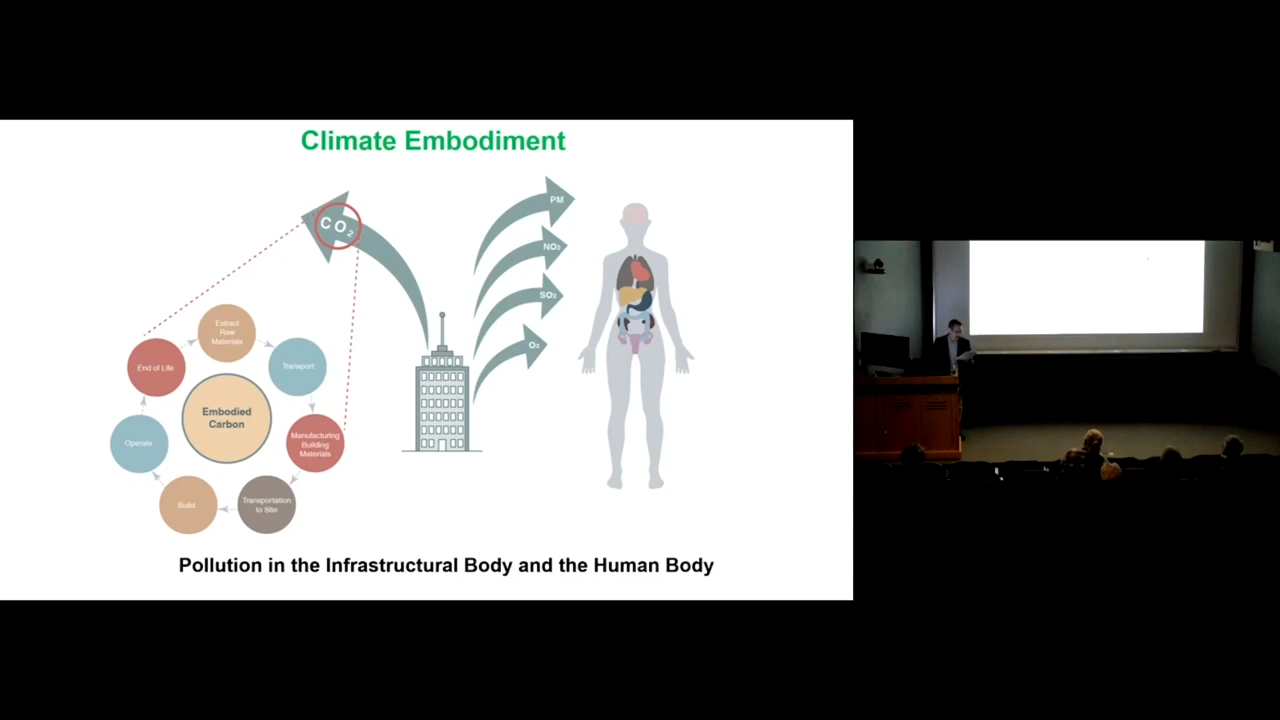 Climate Embodiment
CO₂
PM
NO₂
SO₂
O₃
Extract
Raw
Materials
Transport
Manufacturing
Building
Materials
Transportation
to Site
Build
Operate
End of Life
Embodied
Carbon
Pollution in the Infrastructural Body and the Human Body